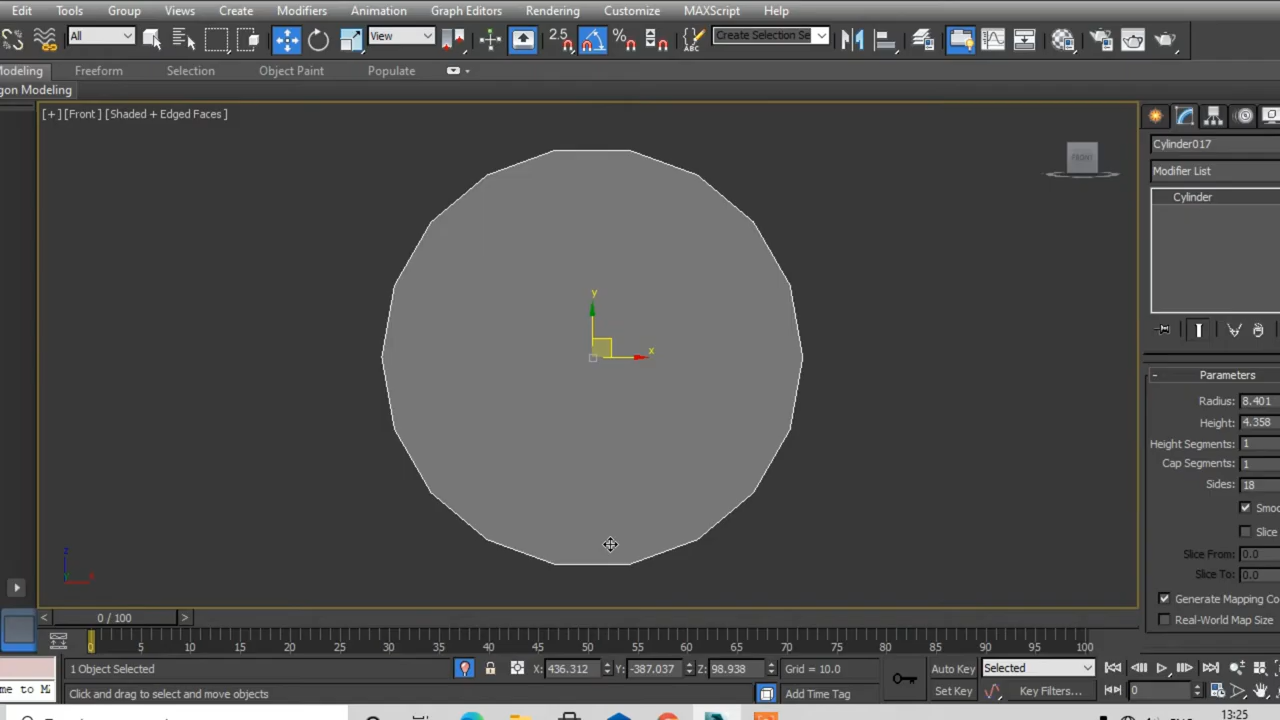 Edit Tools Group Views Create Modifiers Animation Graph Editors Rendering Customize MAXScript Help
All View 2.5 % ABC Create Selection Se
Modeling Freeform Selection Object Paint Populate
gon Modeling
[+] [Front ] [Shaded + Edged Faces ]
FRONT
y
x
z
Cylinder017
Modifier List
Cylinder
- Parameters
Radius: 8.401
Height: 4.358
Height Segments: 1
Cap Segments: 1
Sides: 18
Smoo
Slice
Slice From: 0.0
Slice To: 0.0
Generate Mapping Co
Real-World Map Size
< 0 / 100 >
0 5 10 15 20 25 30 35 40 45 50 55 60 65 70 75 80 85 90 95 100
1 Object Selected X: 436.312 Y: -387.037 Z: 98.938 Grid = 10.0 Auto Key Selected
me to Click and drag to select and move objects Add Time Tag Set Key Key Filters... 0
13:25